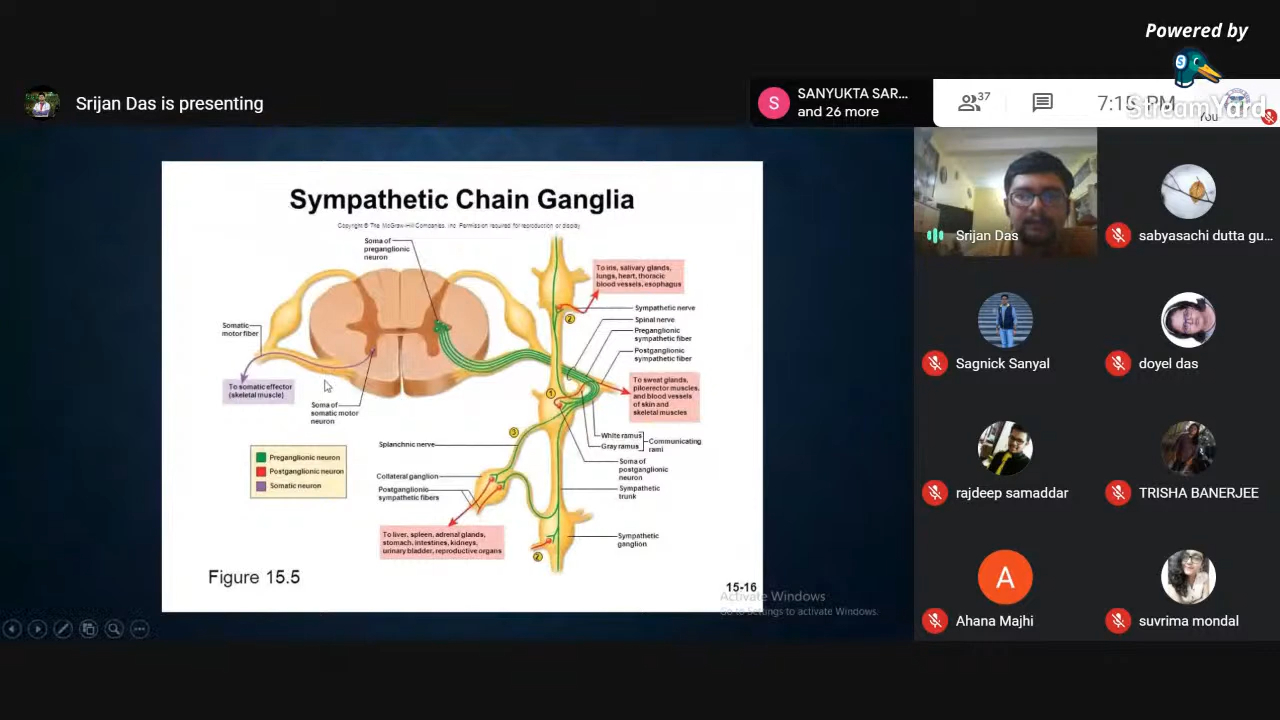 Powered by
StreamYard
Srijan Das is presenting
S
SANYUKTA SAR...
and 26 more
37
7:15 PM
You
Sympathetic Chain Ganglia
Copyright © The McGraw-Hill Companies, Inc. Permission required for reproduction or display
Soma of
preganglionic
neuron
To iris, salivary glands,
lungs, heart, thoracic
blood vessels, esophagus
Sympathetic nerve
2
Spinal nerve
Preganglionic
sympathetic fiber
Postganglionic
sympathetic fiber
Somatic
motor fiber
To somatic effector
(skeletal muscle)
To sweat glands,
piloerector muscles,
and blood vessels
of skin and
skeletal muscles
1
Soma of
somatic motor
neuron
3
White ramus
Gray ramus
Communicating
rami
Splanchnic nerve
Preganglionic neuron
Postganglionic neuron
Somatic neuron
Soma of
postganglionic
neuron
Collateral ganglion
Postganglionic
sympathetic fibers
Sympathetic
trunk
To liver, spleen, adrenal glands,
stomach, intestines, kidneys,
urinary bladder, reproductive organs
Sympathetic
ganglion
2
Figure 15.5
15-16
Activate Windows
Go to Settings to activate Windows.
Srijan Das
sabyasachi dutta gu...
Sagnick Sanyal
doyel das
rajdeep samaddar
TRISHA BANERJEE
A
Ahana Majhi
suvrima mondal